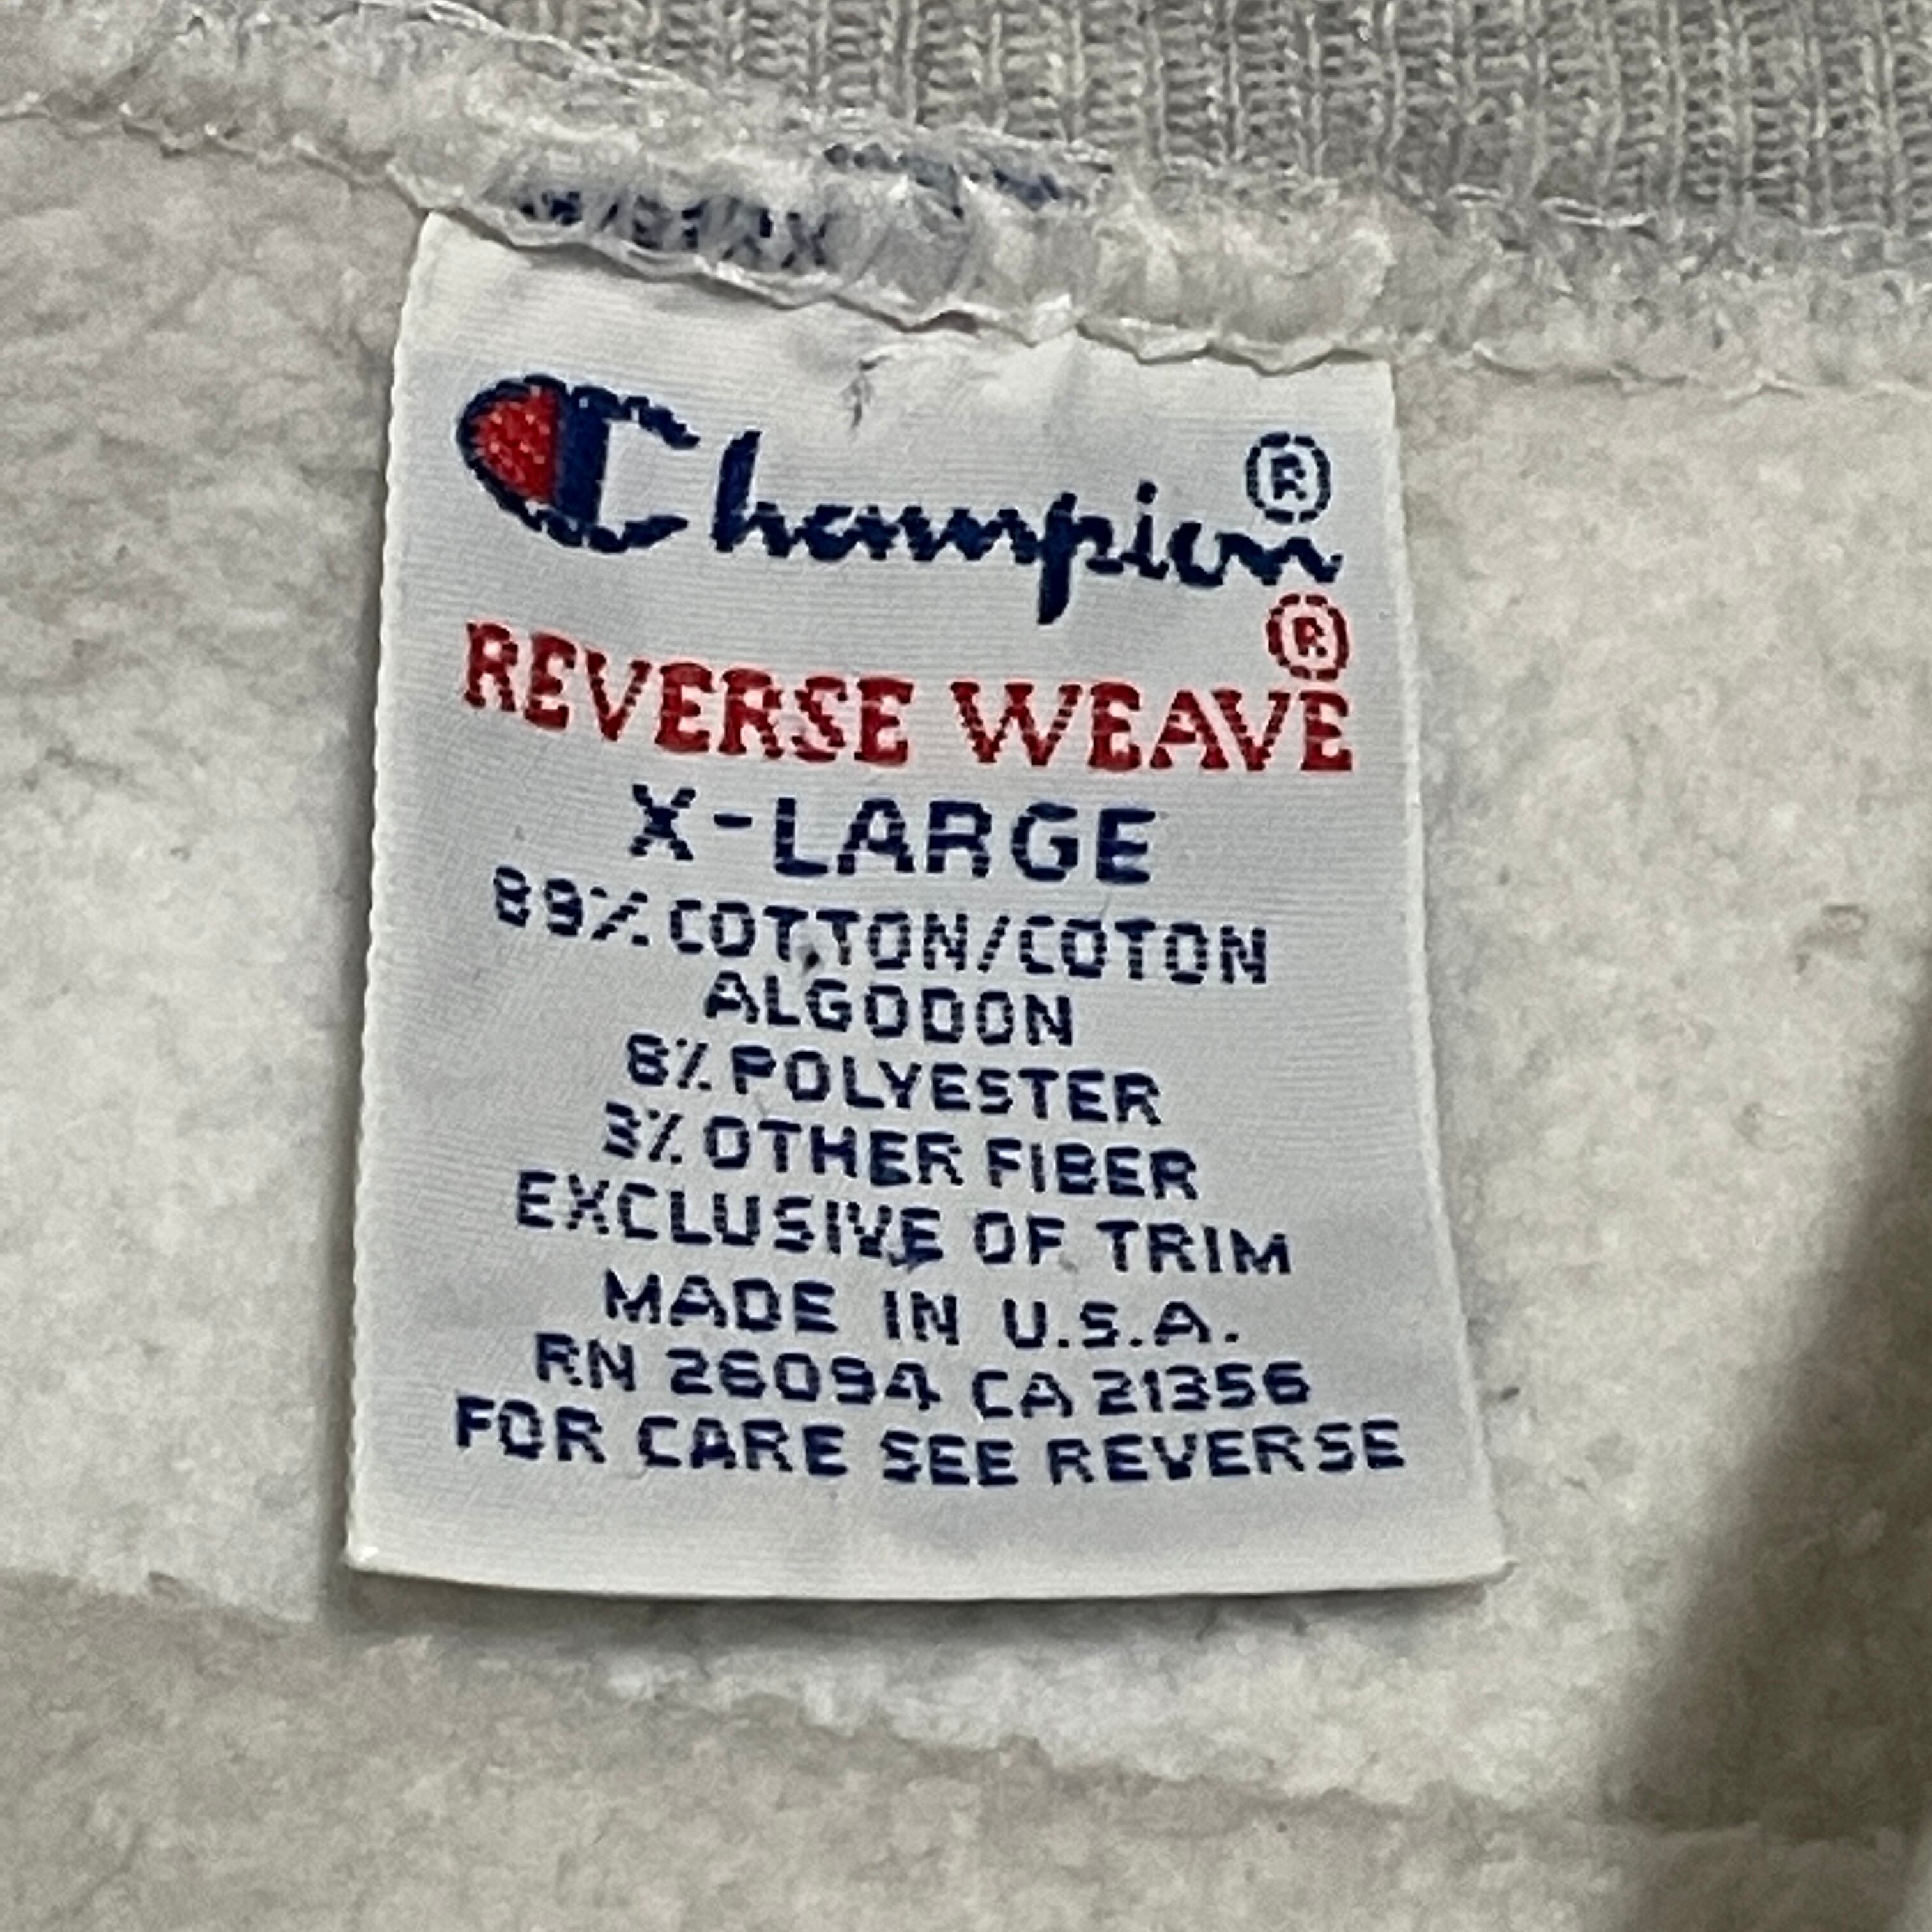 Champion®
REVERSE WEAVE®
X-LARGE
89% COTTON/COTON
ALGODON
8% POLYESTER
3% OTHER FIBER
EXCLUSIVE OF TRIM
MADE IN U.S.A.
RN 26094 CA 21356
FOR CARE SEE REVERSE